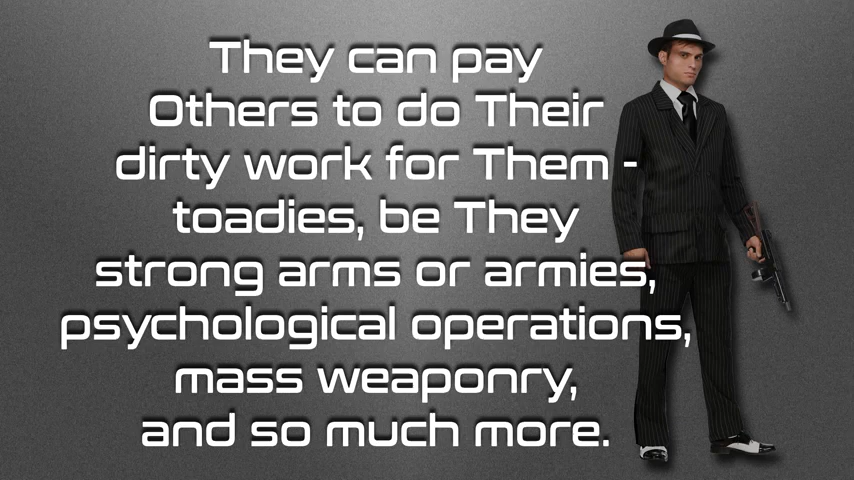 They can pay
Others to do Their
dirty work for Them -
toadies, be They
strong arms or armies,
psychological operations,
mass weaponry,
and so much more.